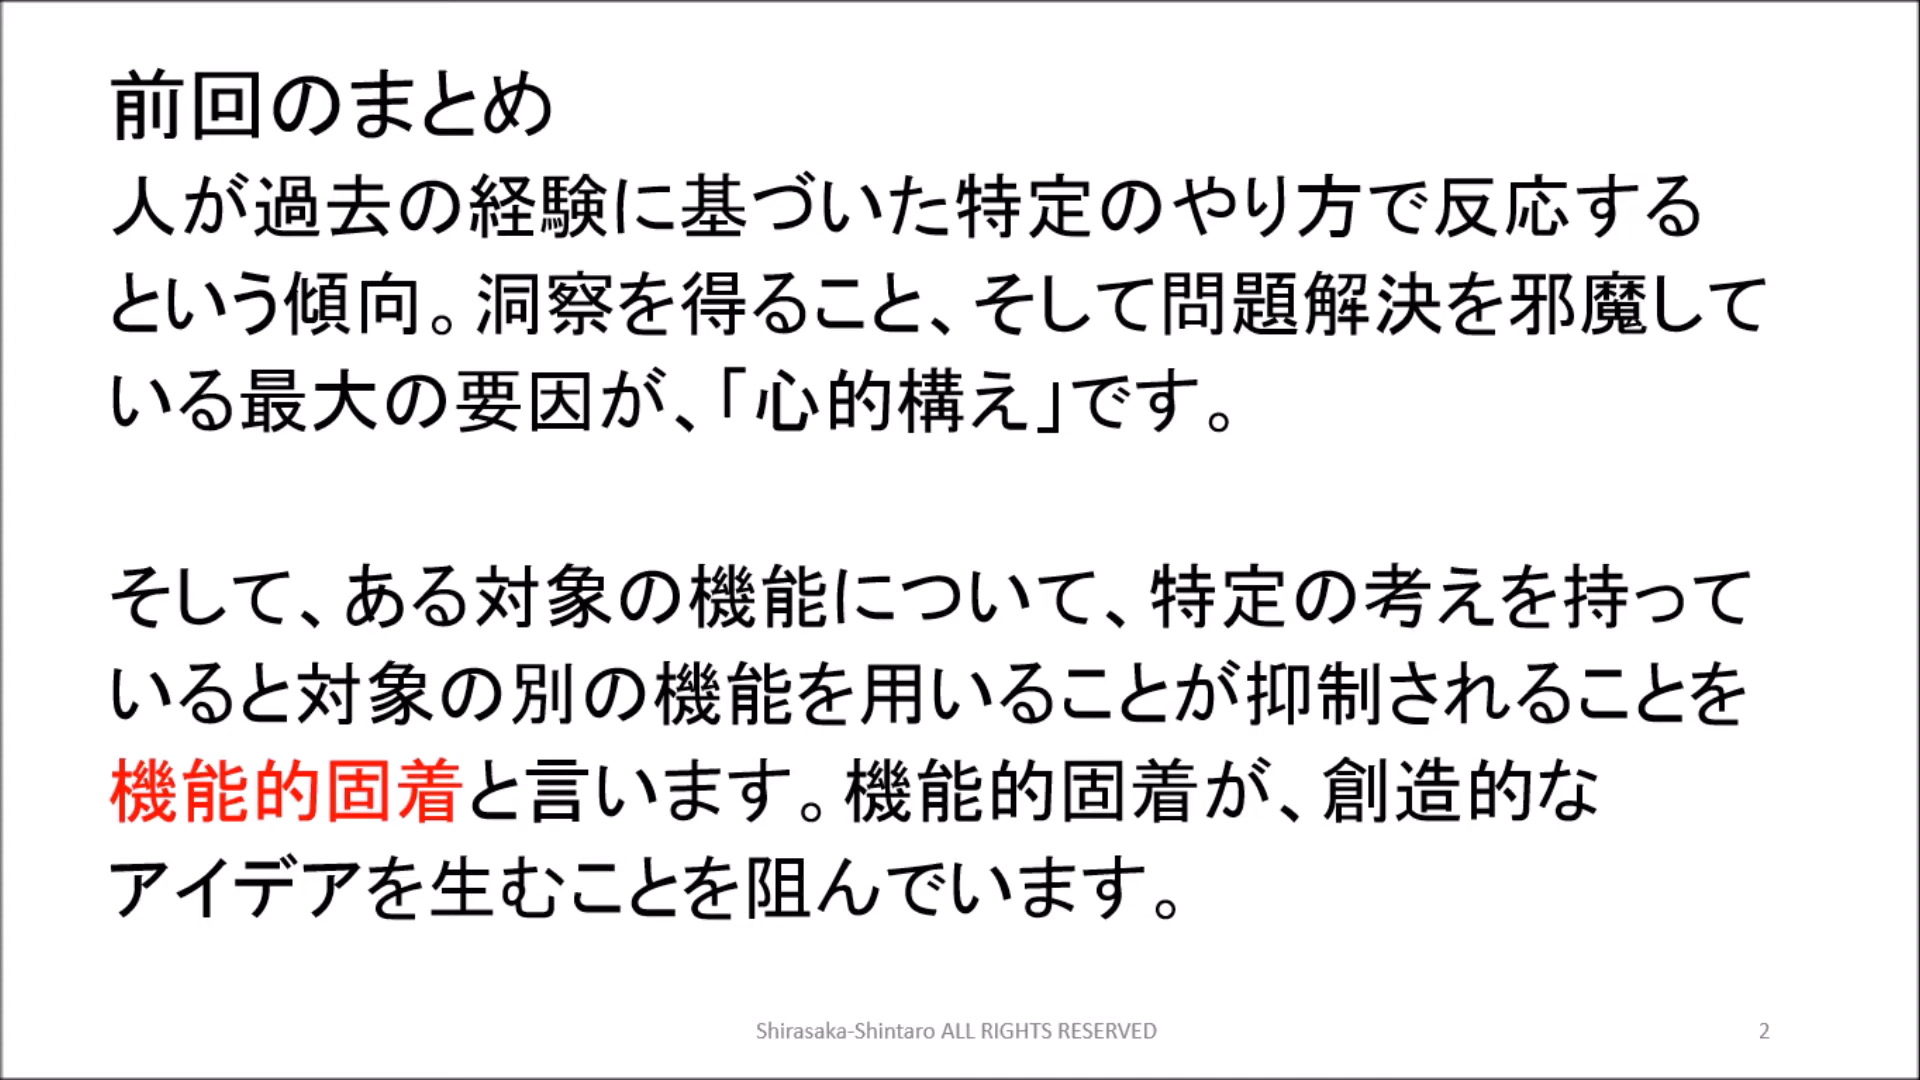 前回のまとめ
人が過去の経験に基づいた特定のやり方で反応する
という傾向。洞察を得ること、そして問題解決を邪魔して
いる最大の要因が、「心的構え」です。
そして、ある対象の機能について、特定の考えを持って
いると対象の別の機能を用いることが抑制されることを
機能的固着と言います。機能的固着が、創造的な
アイデアを生むことを阻んでいます。
Shirasaka-Shintaro ALL RIGHTS RESERVED
2